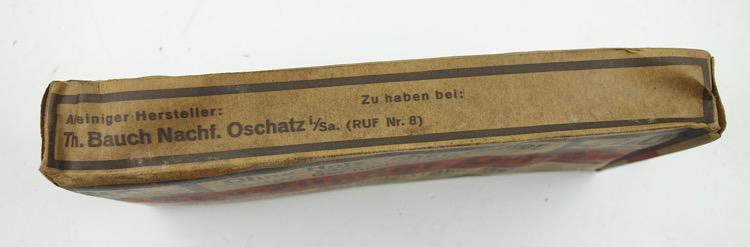 Alleiniger Hersteller:
Zu haben bei:
Th. Bauch Nachf. Oschatz i/Sa. (RUF Nr. 8)